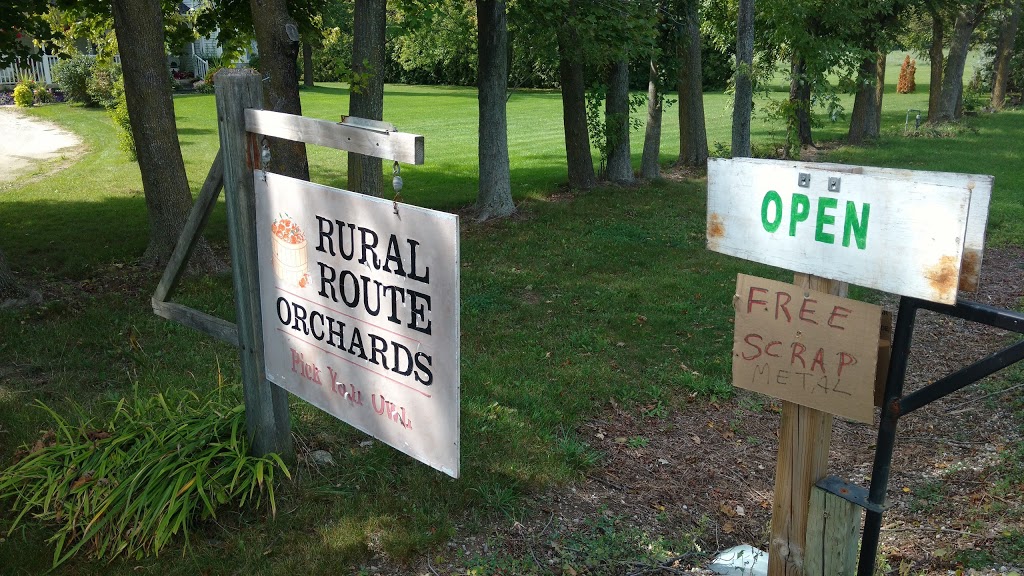 RURAL
ROUTE
ORCHARDS
Pick Your Own
OPEN
FREE
SCRAP
METAL